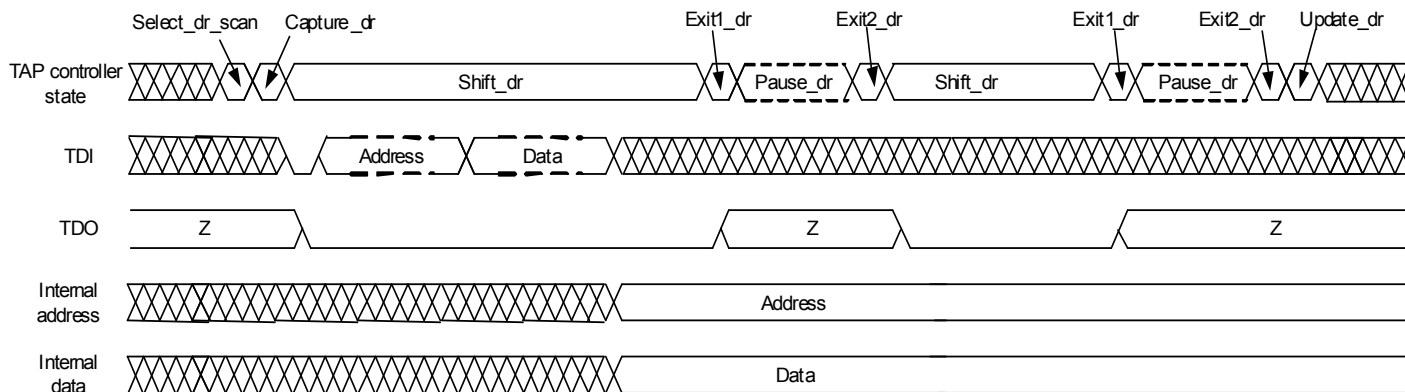 Select_dr_scan Capture_dr Exit1_dr Exit2_dr Exit1_dr Exit2_dr Update_dr
TAP controller
state
Shift_dr Pause_dr Shift_dr Pause_dr
TDI Address Data
TDO Z Z Z
Internal
address
Address
Internal
data
Data